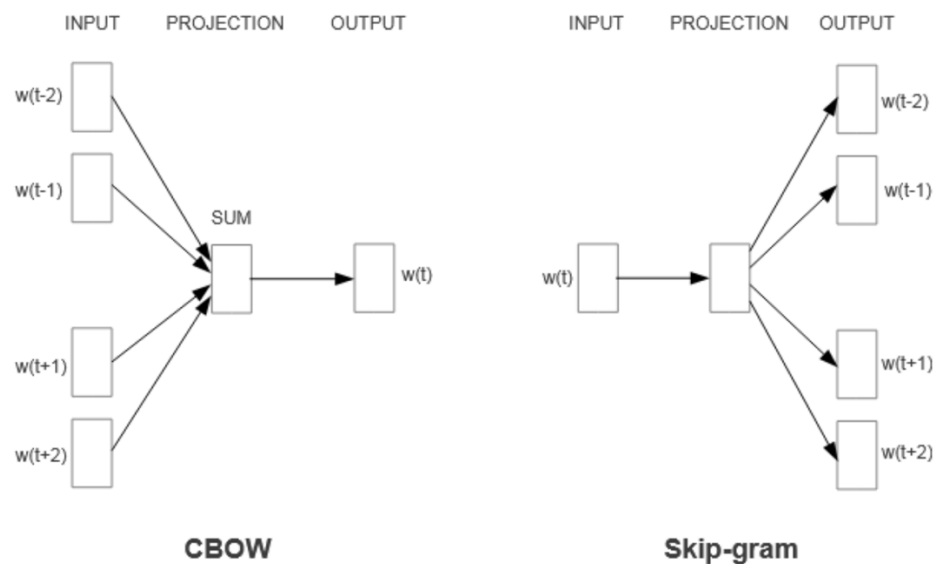 INPUT PROJECTION OUTPUT
w(t-2)
w(t-1)
SUM
w(t)
w(t+1)
w(t+2)
CBOW
INPUT PROJECTION OUTPUT
w(t-2)
w(t-1)
w(t)
w(t+1)
w(t+2)
Skip-gram